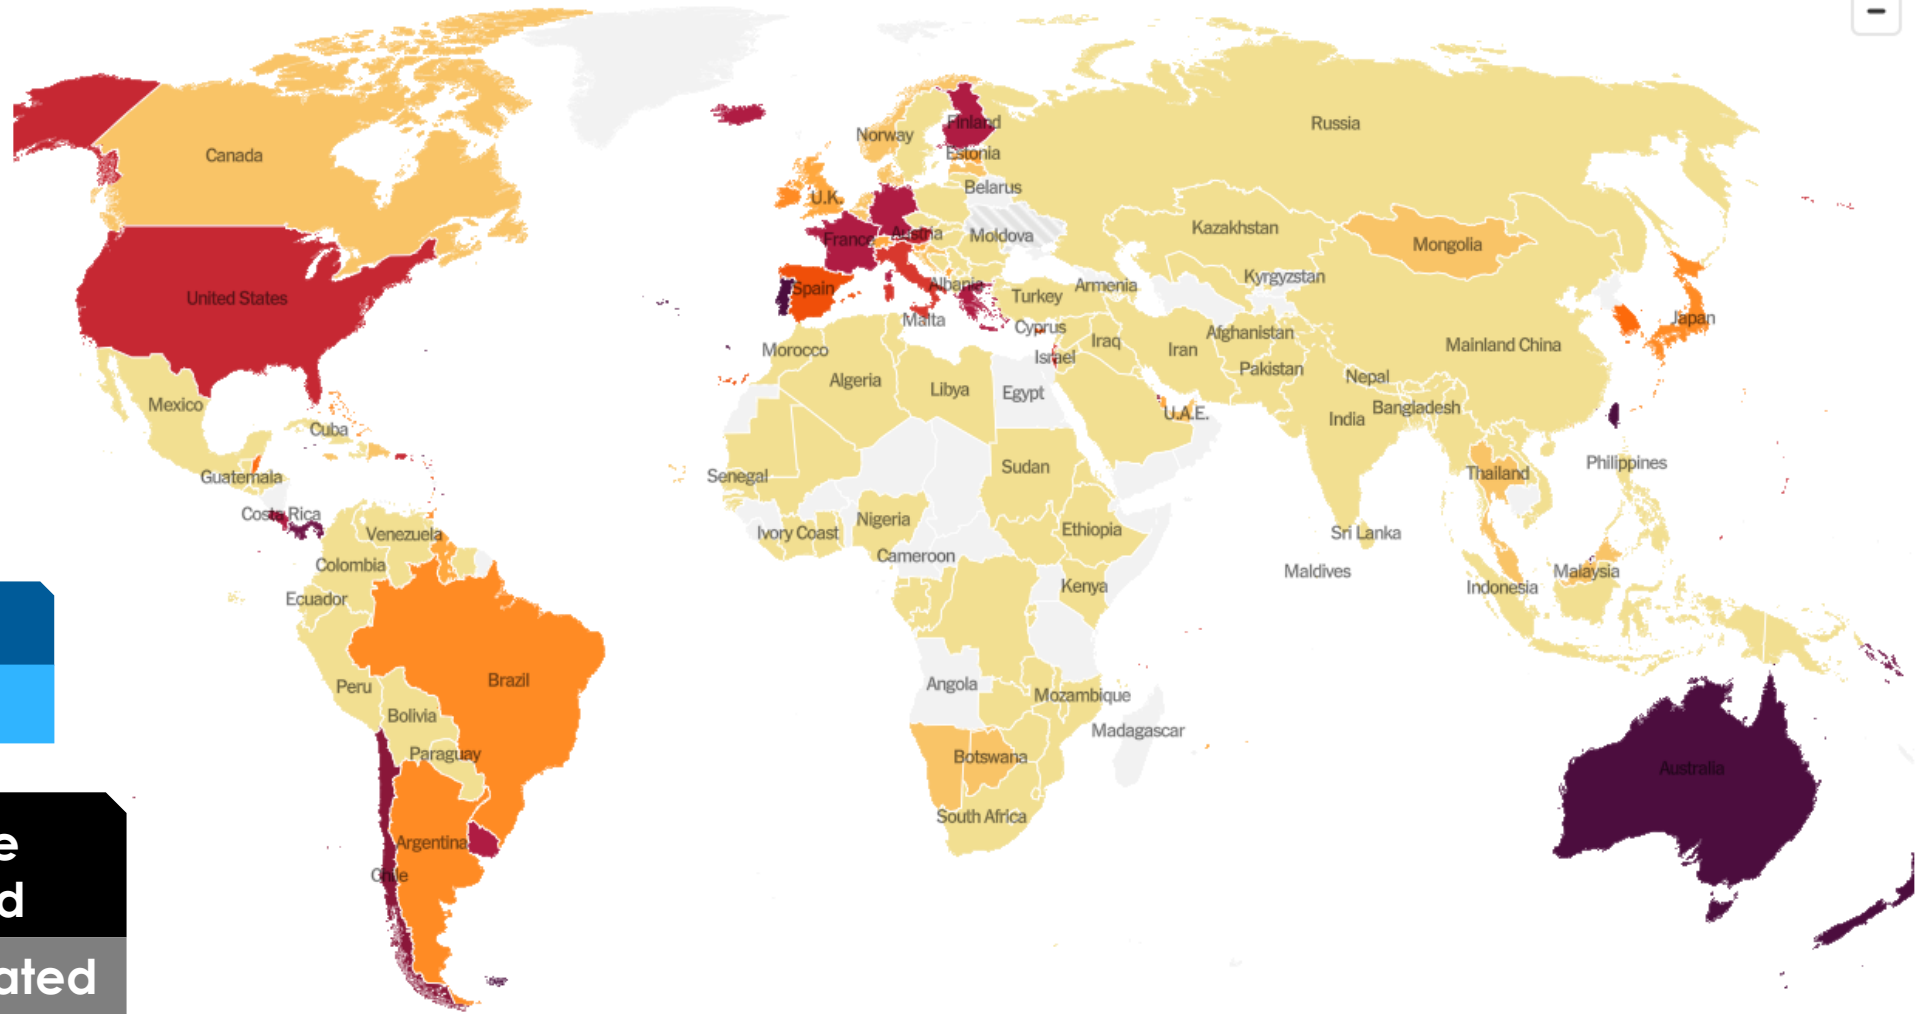 −
Finland
Russia
Norway
Estonia
Canada
Belarus
U.K.
Kazakhstan
France
Austria
Moldova
Mongolia
Kyrgyzstan
United States
Spain
Albania
Turkey
Armenia
Malta
Cyprus
Afghanistan
Japan
Morocco
Israel
Iraq
Iran
Mainland China
Pakistan
Nepal
Algeria
Libya
Egypt
Mexico
U.A.E.
India
Bangladesh
Cuba
Guatemala
Senegal
Sudan
Thailand
Philippines
Costa Rica
Venezuela
Ivory Coast
Nigeria
Ethiopia
Sri Lanka
Cameroon
Colombia
Maldives
Malaysia
Ecuador
Kenya
Indonesia
Peru
Brazil
Angola
Mozambique
Bolivia
Madagascar
Paraguay
Botswana
Australia
South Africa
Argentina
Chile
e
d
ated